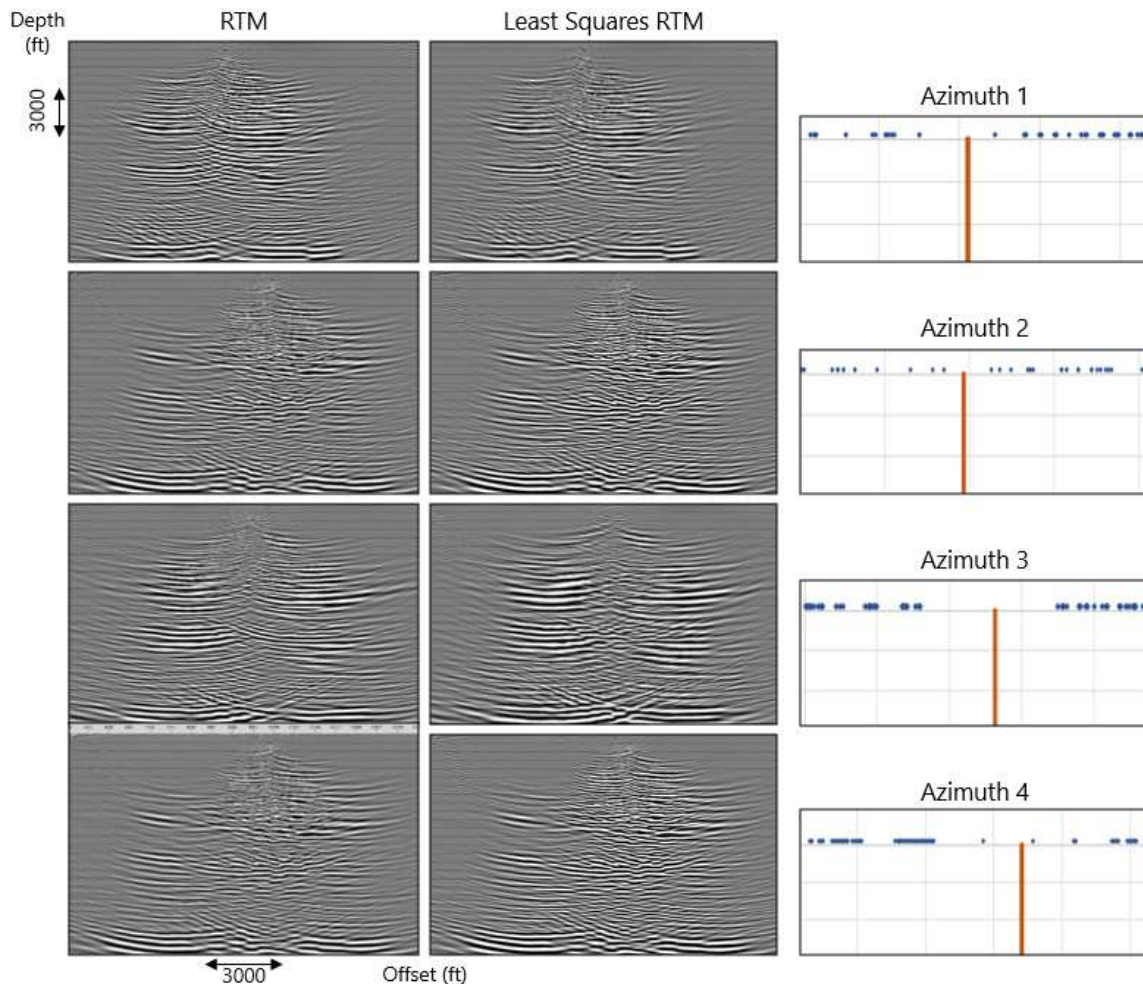 Depth
(ft)
RTM
Least Squares RTM
3000
Azimuth 1
Azimuth 2
Azimuth 3
Azimuth 4
3000
Offset (ft)